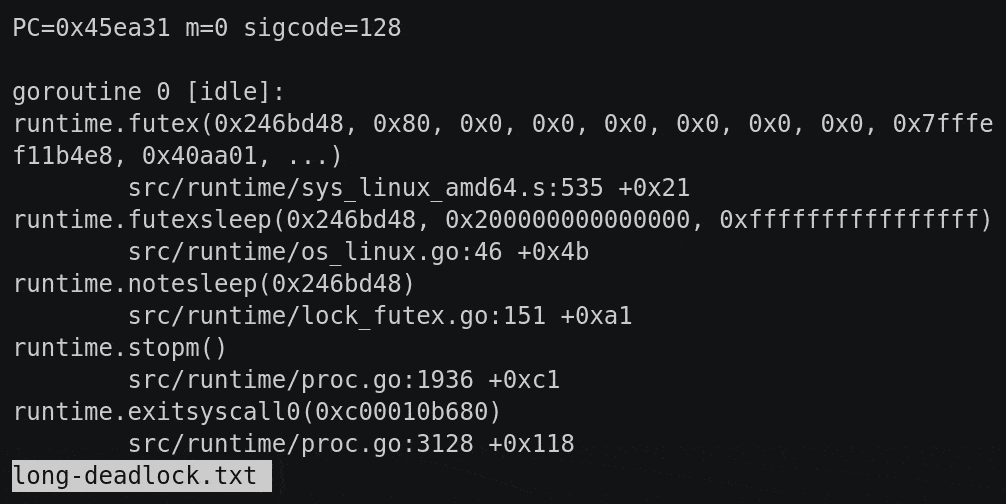 PC=0x45ea31 m=0 sigcode=128

goroutine 0 [idle]:
runtime.futex(0x246bd48, 0x80, 0x0, 0x0, 0x0, 0x0, 0x0, 0x0, 0x7fffe
f11b4e8, 0x40aa01, ...)
        src/runtime/sys_linux_amd64.s:535 +0x21
runtime.futexsleep(0x246bd48, 0x200000000000000, 0xffffffffffffffff)
        src/runtime/os_linux.go:46 +0x4b
runtime.notesleep(0x246bd48)
        src/runtime/lock_futex.go:151 +0xa1
runtime.stopm()
        src/runtime/proc.go:1936 +0xc1
runtime.exitsyscall0(0xc00010b680)
        src/runtime/proc.go:3128 +0x118
long-deadlock.txt